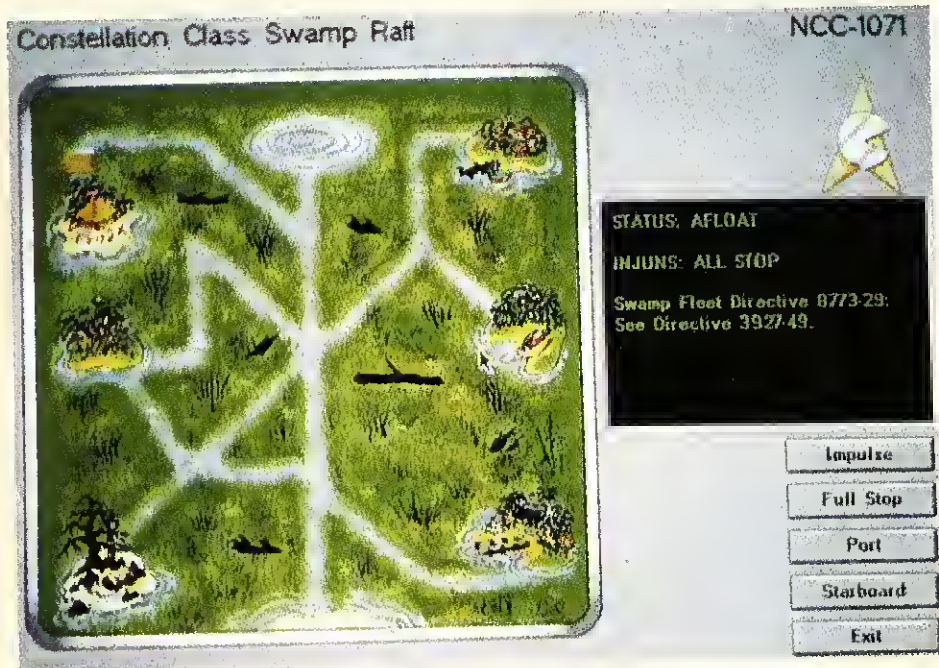 Constellation Class Swamp Raft
NCC-1071
STATUS: AFLOAT
INJUNS: ALL STOP
Swamp Fleet Directive 8773-29:
See Directive 3927-49.
Impulse
Full Stop
Port
Starboard
Exit